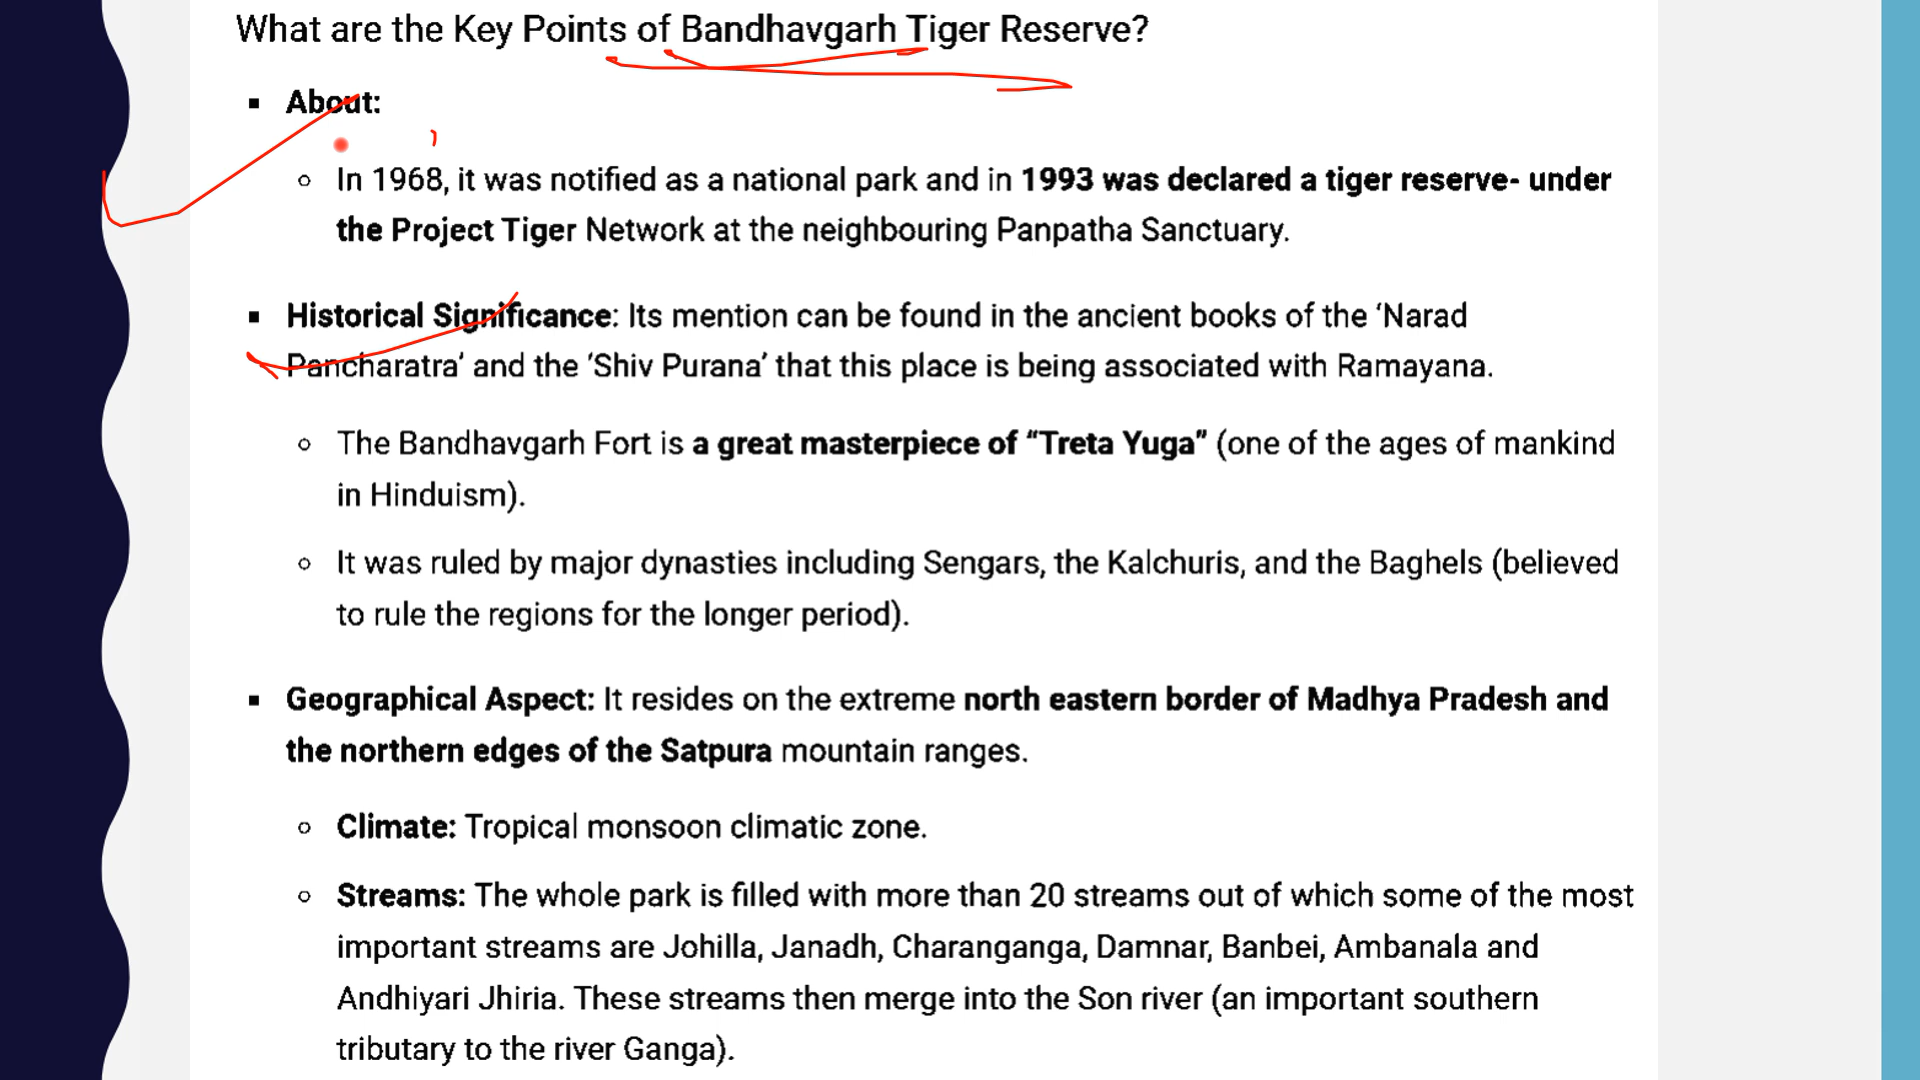 What are the Key Points of Bandhavgarh Tiger Reserve?
▪ About:
○ In 1968, it was notified as a national park and in 1993 was declared a tiger reserve- under
the Project Tiger Network at the neighbouring Panpatha Sanctuary.
▪ Historical Significance: Its mention can be found in the ancient books of the ‘Narad
Pancharatra’ and the ‘Shiv Purana’ that this place is being associated with Ramayana.
○ The Bandhavgarh Fort is a great masterpiece of “Treta Yuga” (one of the ages of mankind
in Hinduism).
○ It was ruled by major dynasties including Sengars, the Kalchuris, and the Baghels (believed
to rule the regions for the longer period).
▪ Geographical Aspect: It resides on the extreme north eastern border of Madhya Pradesh and
the northern edges of the Satpura mountain ranges.
○ Climate: Tropical monsoon climatic zone.
○ Streams: The whole park is filled with more than 20 streams out of which some of the most
important streams are Johilla, Janadh, Charanganga, Damnar, Banbei, Ambanala and
Andhiyari Jhiria. These streams then merge into the Son river (an important southern
tributary to the river Ganga).